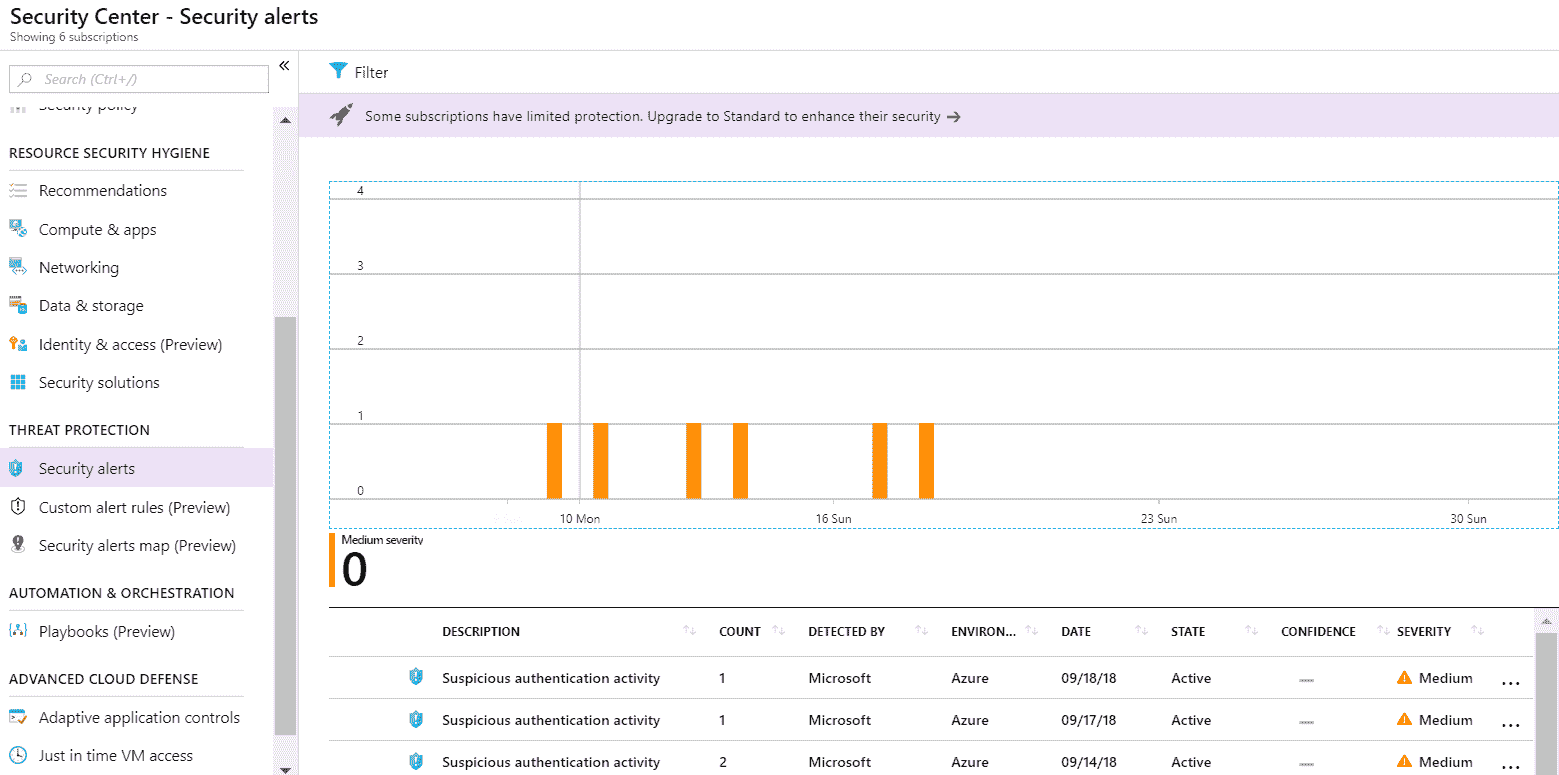 Security Center - Security alerts
Showing 6 subscriptions
Search (Ctrl+/)
«
Security policy
RESOURCE SECURITY HYGIENE
Recommendations
Compute & apps
Networking
Data & storage
Identity & access (Preview)
Security solutions
THREAT PROTECTION
Security alerts
Custom alert rules (Preview)
Security alerts map (Preview)
AUTOMATION & ORCHESTRATION
Playbooks (Preview)
ADVANCED CLOUD DEFENSE
Adaptive application controls
Just in time VM access
Filter
Some subscriptions have limited protection. Upgrade to Standard to enhance their security →
4
3
2
1
0
10 Mon 16 Sun 23 Sun 30 Sun
Medium severity
0
DESCRIPTION COUNT DETECTED BY ENVIRON... DATE STATE CONFIDENCE SEVERITY
Suspicious authentication activity 1 Microsoft Azure 09/18/18 Active Medium ...
Suspicious authentication activity 1 Microsoft Azure 09/17/18 Active Medium ...
Suspicious authentication activity 2 Microsoft Azure 09/14/18 Active Medium ...